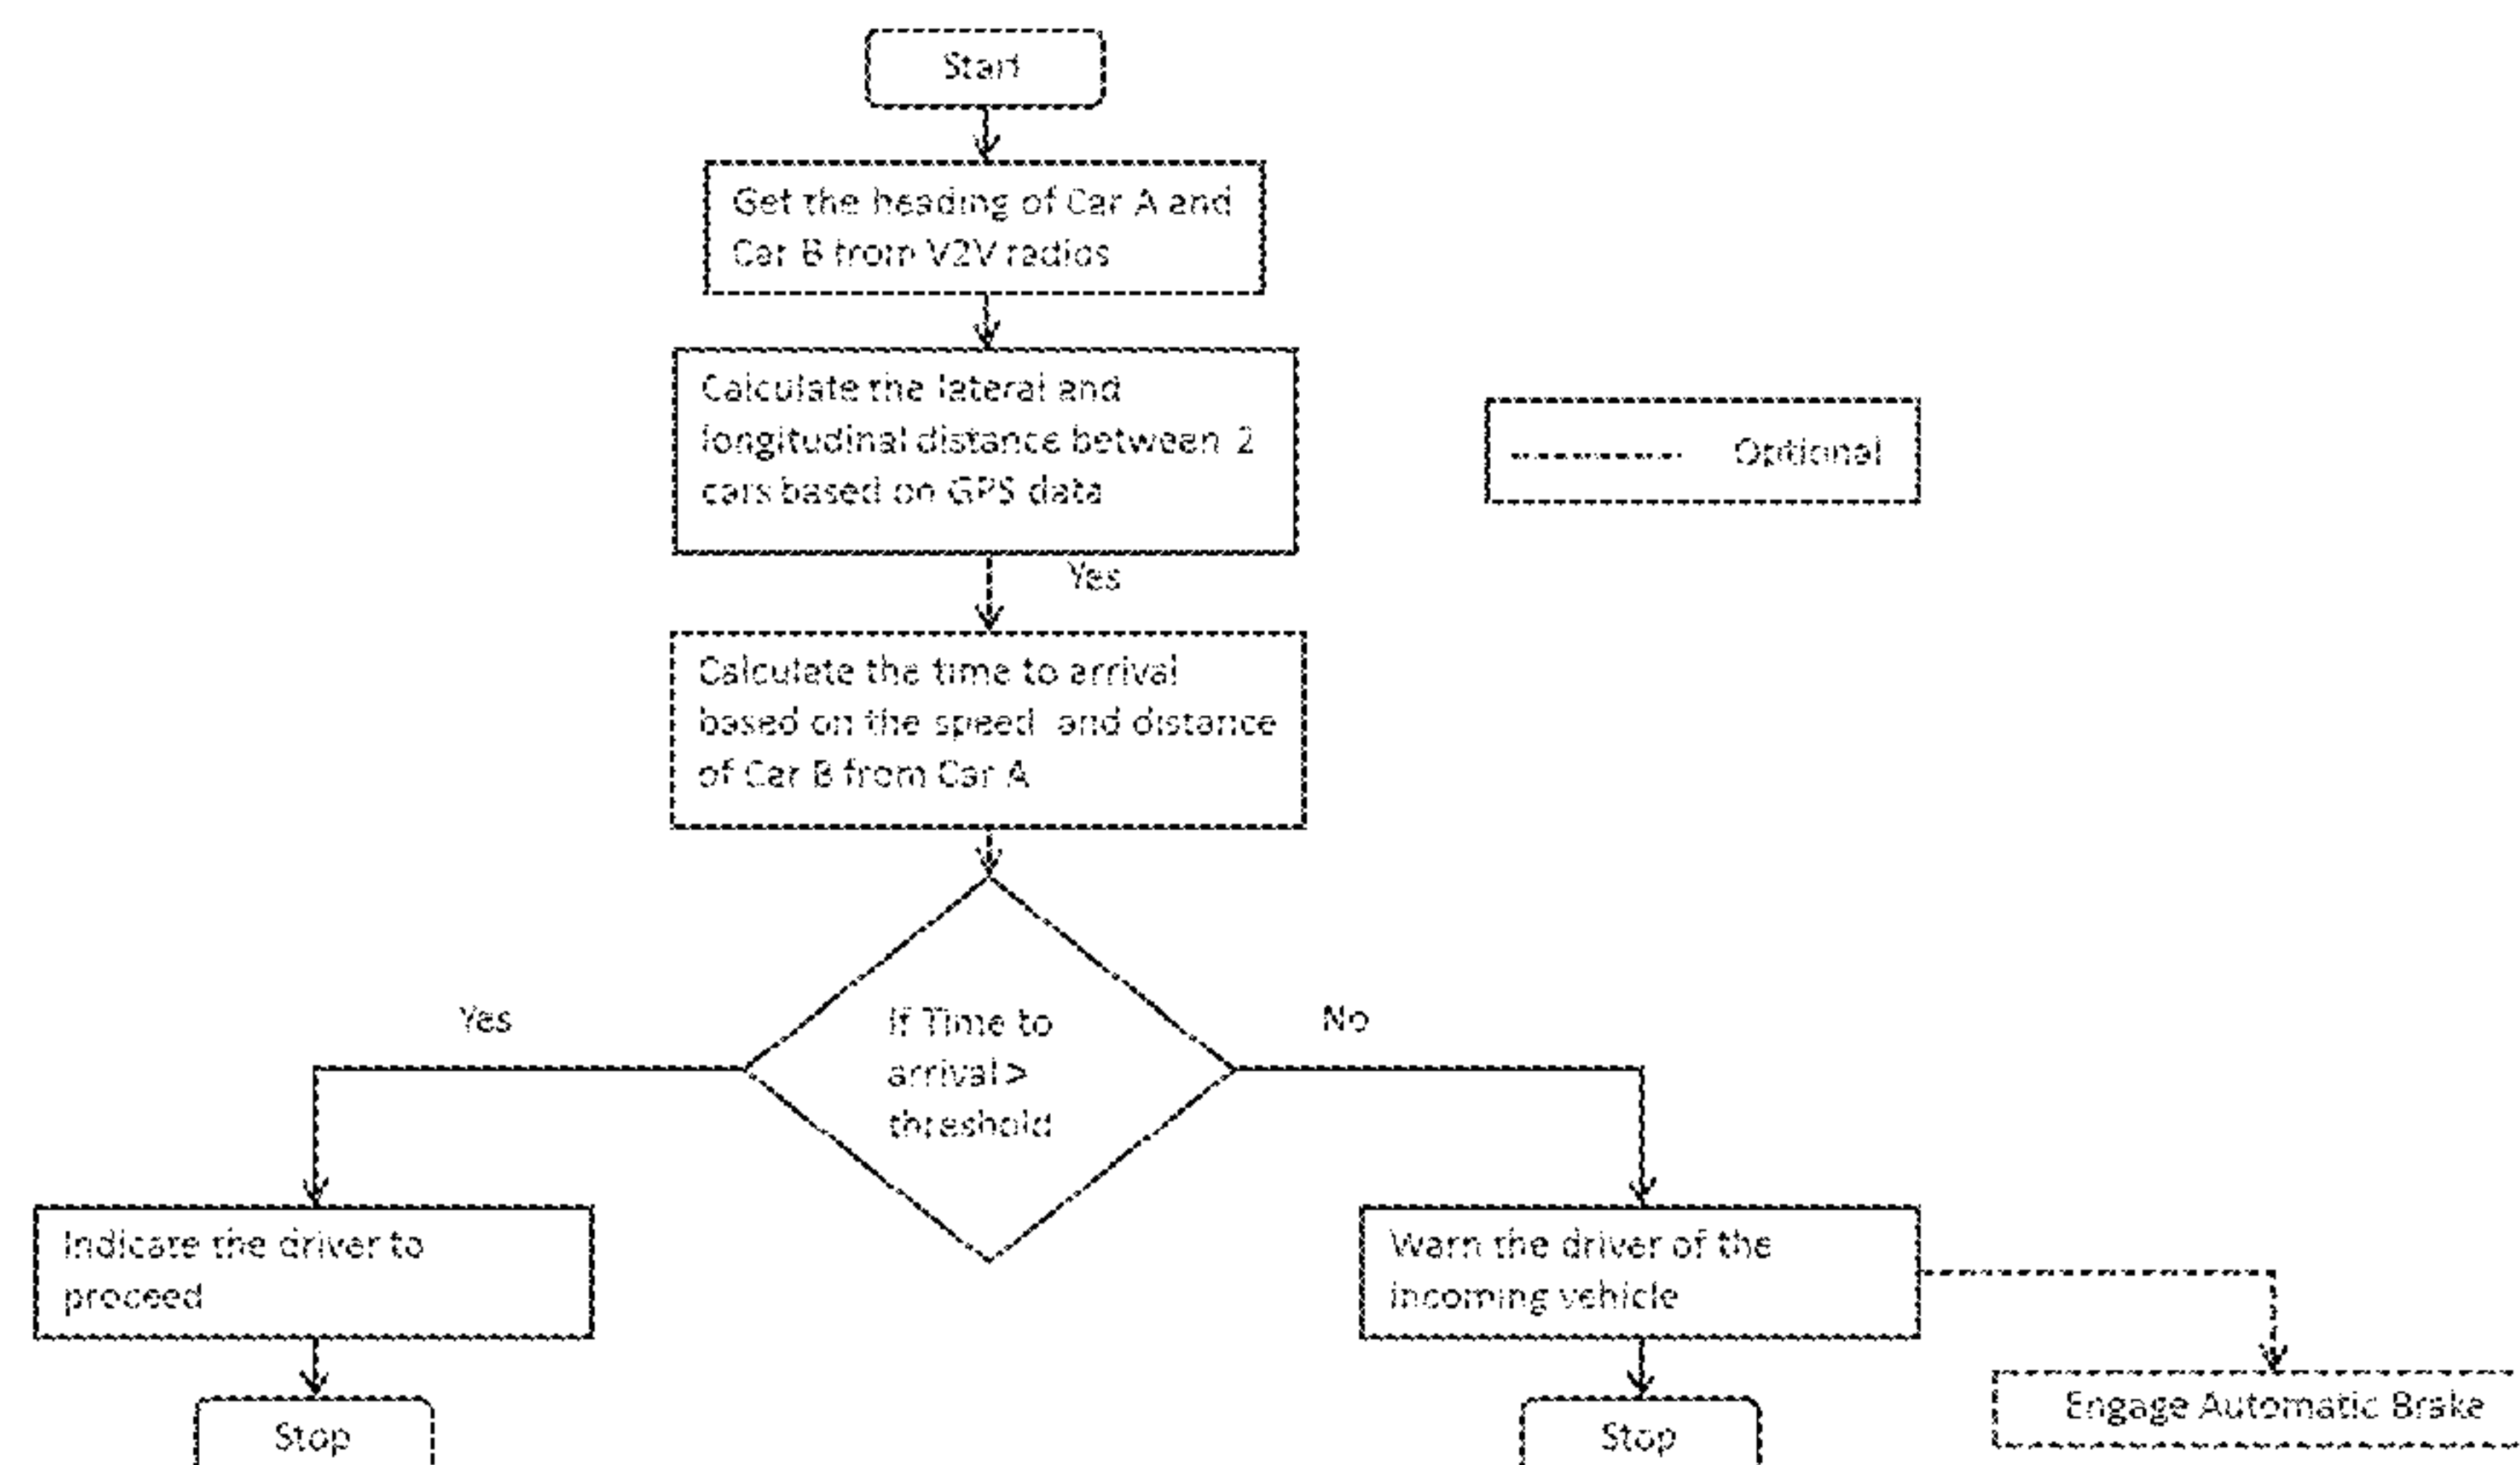 Start
Get the heading of Car A and
Car B from V2V radios
Calculate the lateral and
longitudinal distance between 2
cars based on GPS data
Optional
Yes
Calculate the time to arrival
based on the speed and distance
of Car B from Car A
If Time to
arrival >
threshold
Yes
No
Indicate the driver to
proceed
Warn the driver of the
incoming vehicle
Engage Automatic Brake
Stop
Stop